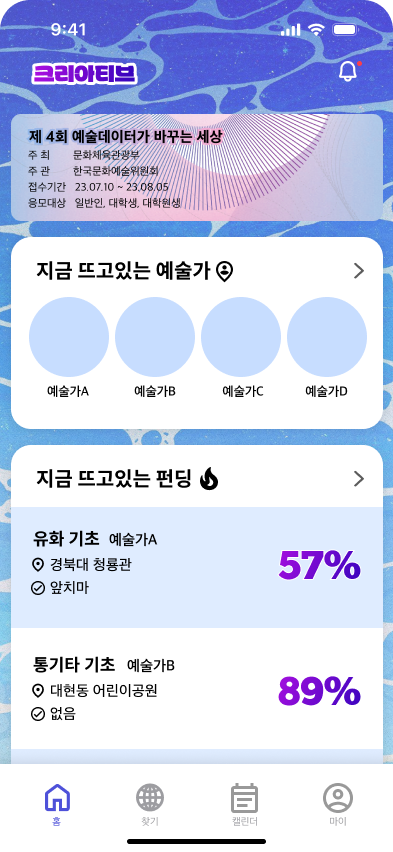 9:41
크리아티브
제 4회 예술데이터가 바꾸는 세상
주 최 문화체육관광부
주 관 한국문화예술위원회
접수기간 23.07.10 ~ 23.08.05
응모대상 일반인, 대학생, 대학원생
지금 뜨고있는 예술가
예술가A 예술가B 예술가C 예술가D
지금 뜨고있는 펀딩
유화 기초 예술가A
경북대 청룡관
앞치마
57%
통기타 기초 예술가B
대현동 어린이공원
없음
89%
홈 찾기 캘린더 마이